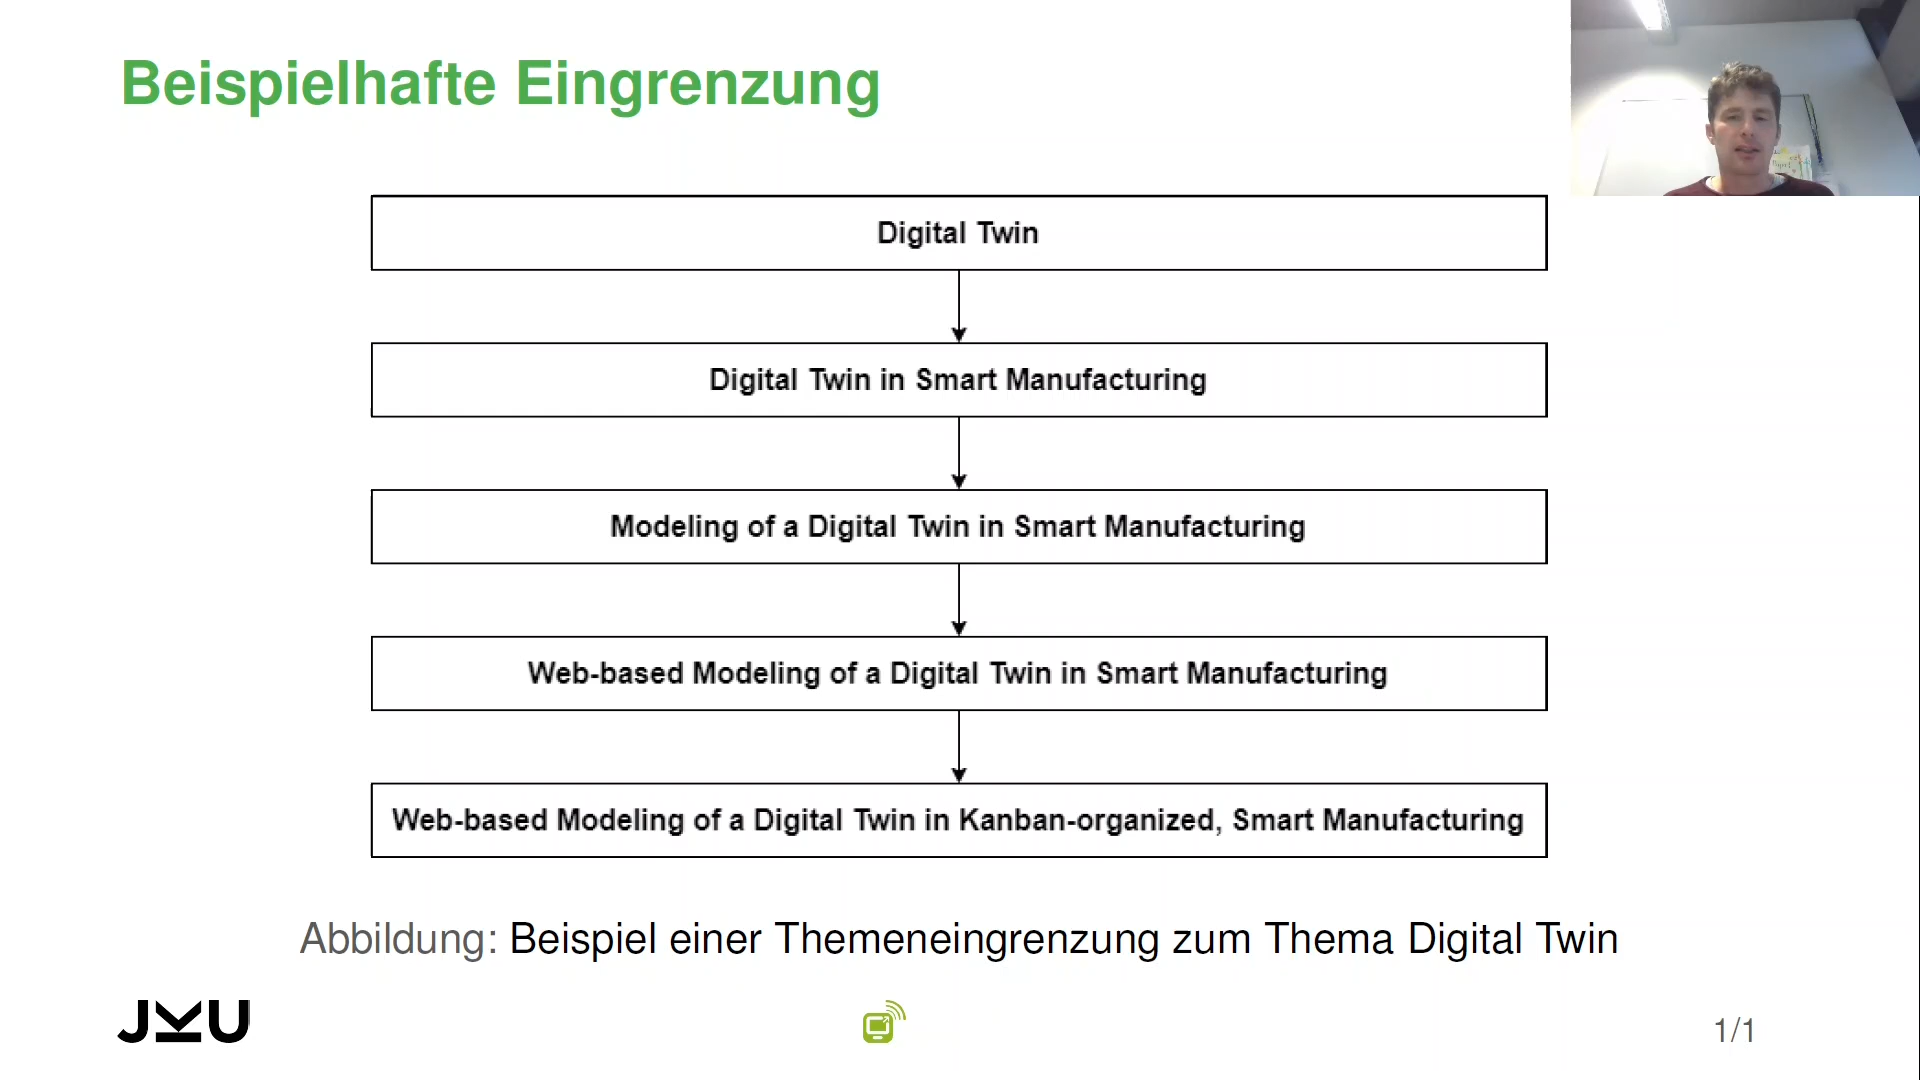 Beispielhafte Eingrenzung
Digital Twin
Digital Twin in Smart Manufacturing
Modeling of a Digital Twin in Smart Manufacturing
Web-based Modeling of a Digital Twin in Smart Manufacturing
Web-based Modeling of a Digital Twin in Kanban-organized, Smart Manufacturing
Abbildung: Beispiel einer Themeneingrenzung zum Thema Digital Twin
JKU
1/1